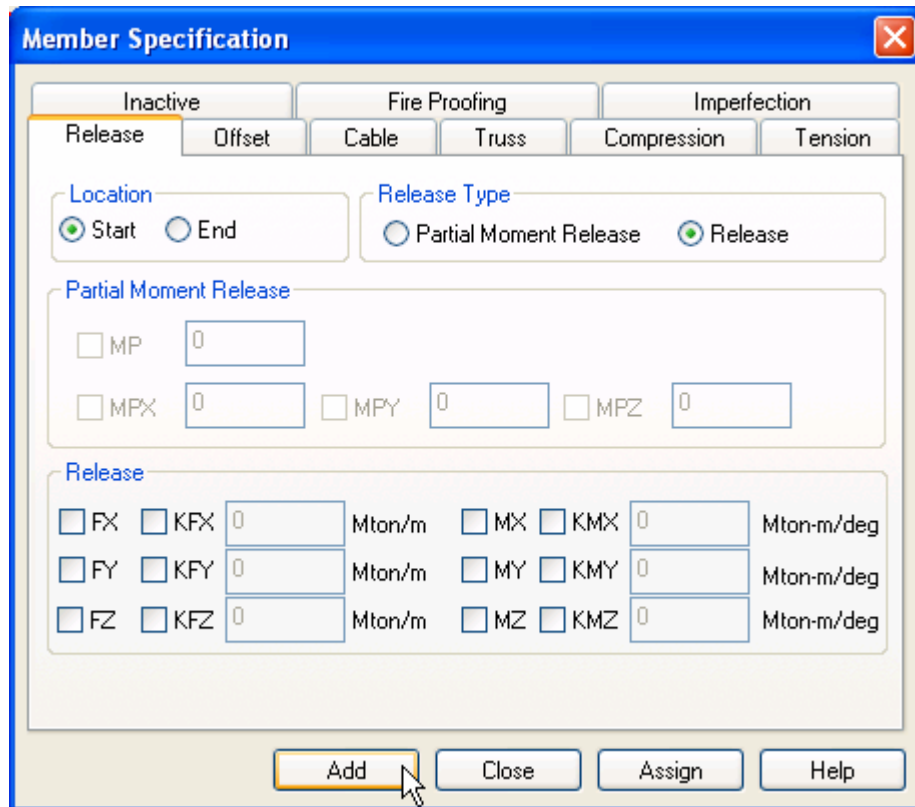 Member Specification
Inactive Fire Proofing Imperfection
Release Offset Cable Truss Compression Tension
Location Release Type
Start End Partial Moment Release Release
Partial Moment Release
MP 0
MPX 0 MPY 0 MPZ 0
Release
FX KFX 0 Mton/m MX KMX 0 Mton-m/deg
FY KFY 0 Mton/m MY KMY 0 Mton-m/deg
FZ KFZ 0 Mton/m MZ KMZ 0 Mton-m/deg
Add Close Assign Help